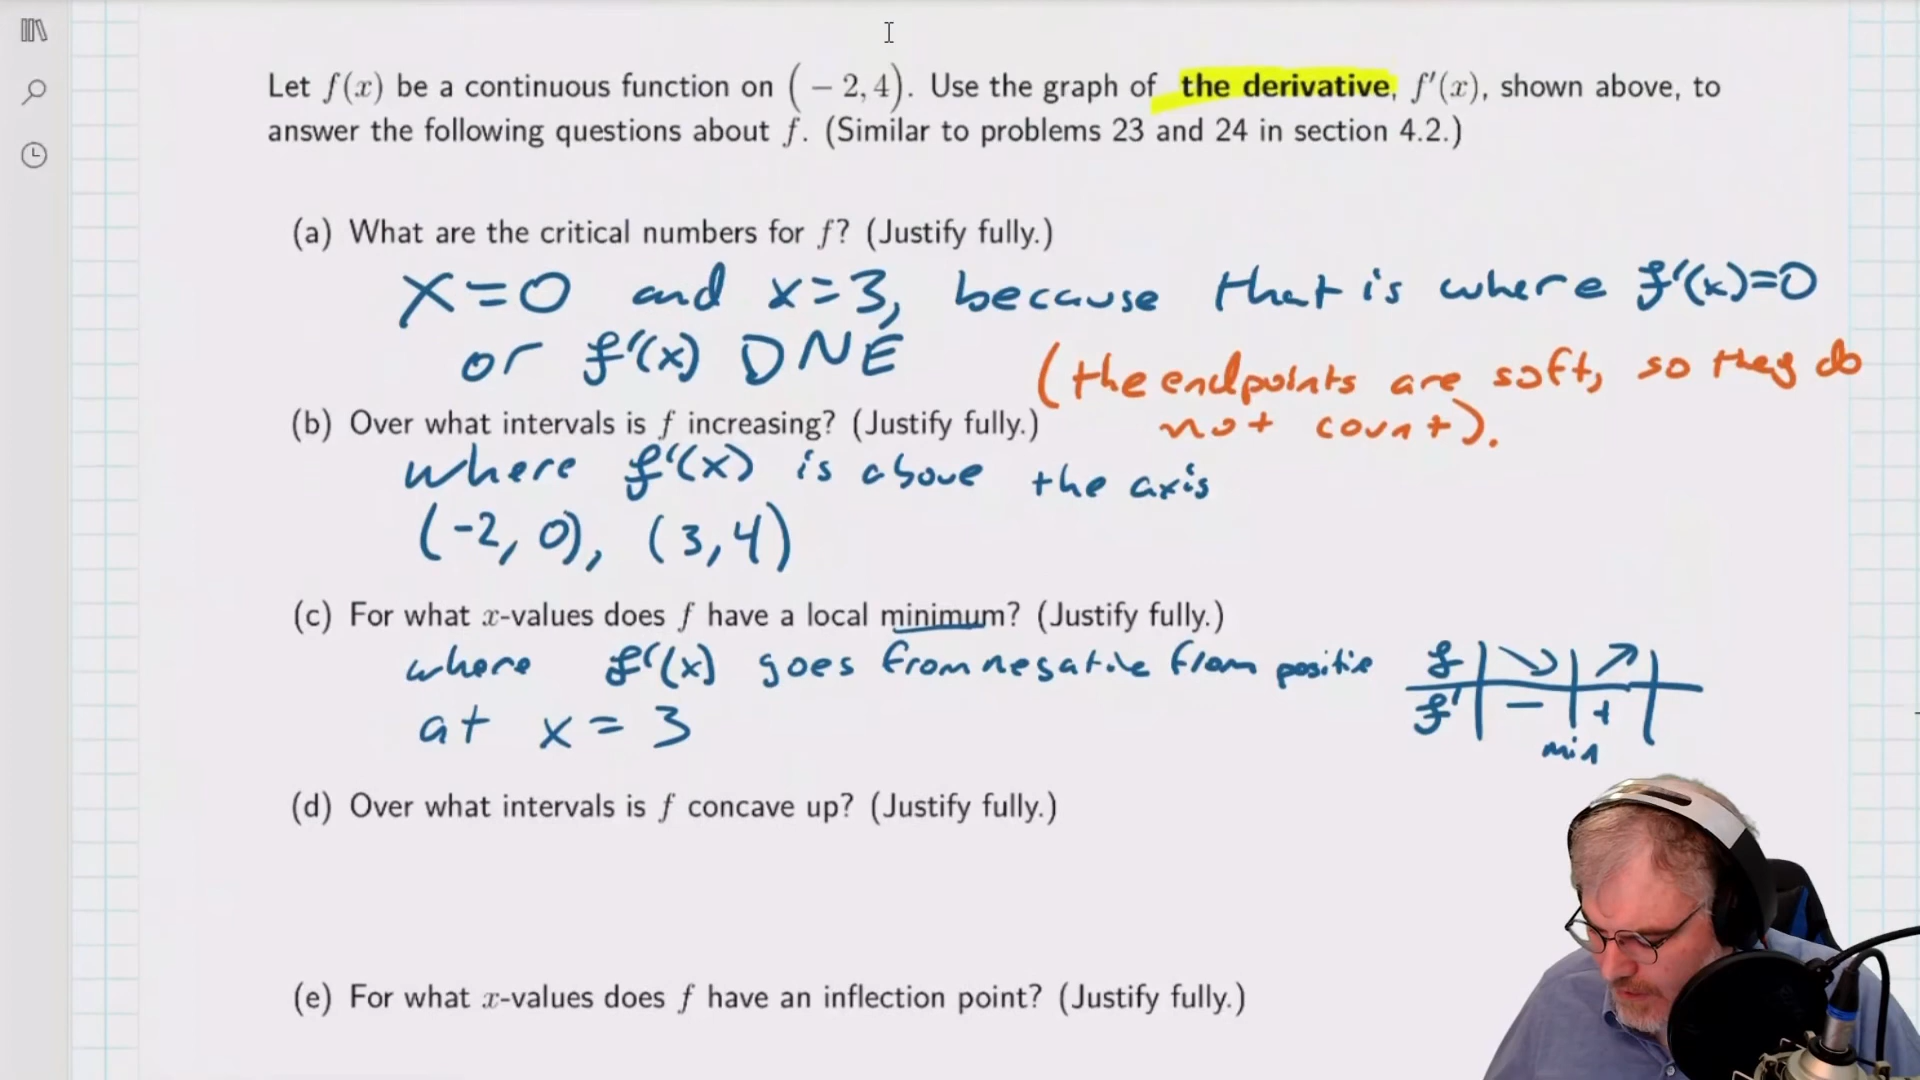 Let f(x) be a continuous function on (−2, 4). Use the graph of the derivative, f′(x), shown above, to
answer the following questions about f. (Similar to problems 23 and 24 in section 4.2.)
(a) What are the critical numbers for f? (Justify fully.)
x=0 and x=3, because that is where f'(x)=0
or f'(x) DNE
(the endpoints are soft, so they do
not count).
(b) Over what intervals is f increasing? (Justify fully.)
where f'(x) is above the axis
(-2, 0), (3,4)
(c) For what x-values does f have a local minimum? (Justify fully.)
where f'(x) goes from negative from positive
at x = 3
f | ↘ | ↗ |
f' | − | + |
min
(d) Over what intervals is f concave up? (Justify fully.)
(e) For what x-values does f have an inflection point? (Justify fully.)